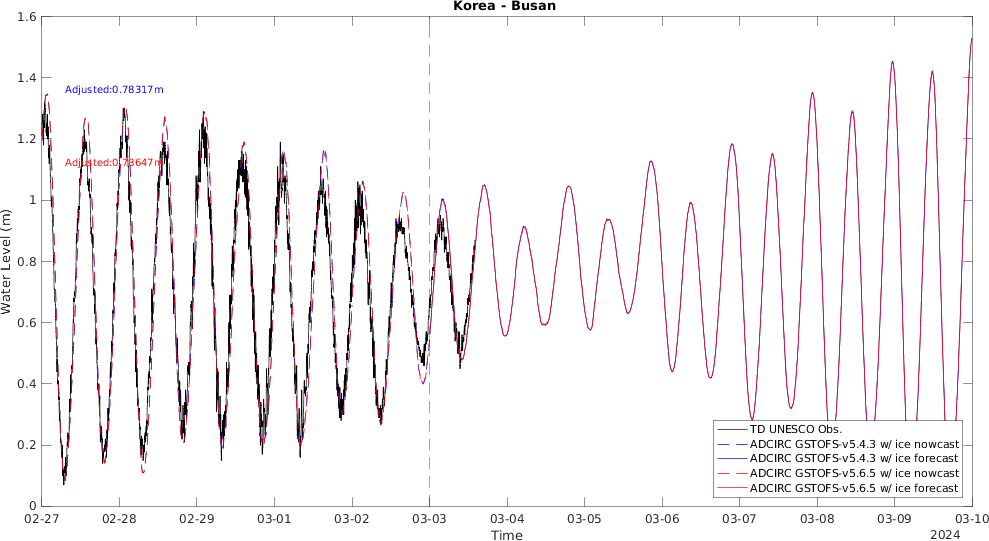 Korea - Busan
1.6
1.4
1.2
1
0.8
0.6
0.4
0.2
0
Water Level (m)
Adjusted:0.78317m
Adjusted:0.78647m
TD UNESCO Obs.
ADCIRC GSTOFS-v5.4.3 w/ ice nowcast
ADCIRC GSTOFS-v5.4.3 w/ ice forecast
ADCIRC GSTOFS-v5.6.5 w/ ice nowcast
ADCIRC GSTOFS-v5.6.5 w/ ice forecast
02-27 02-28 02-29 03-01 03-02 03-03 03-04 03-05 03-06 03-07 03-08 03-09 03-10
Time
2024